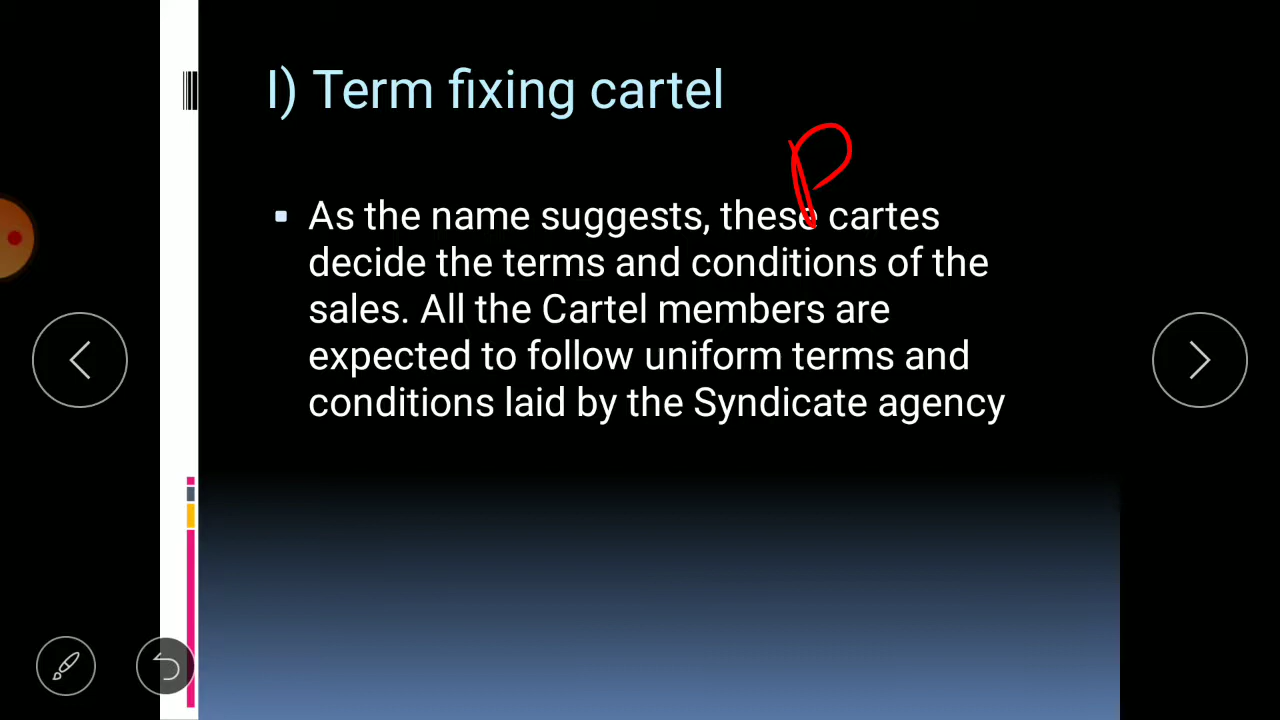 I) Term fixing cartel
P
▪ As the name suggests, these cartes
decide the terms and conditions of the
sales. All the Cartel members are
expected to follow uniform terms and
conditions laid by the Syndicate agency